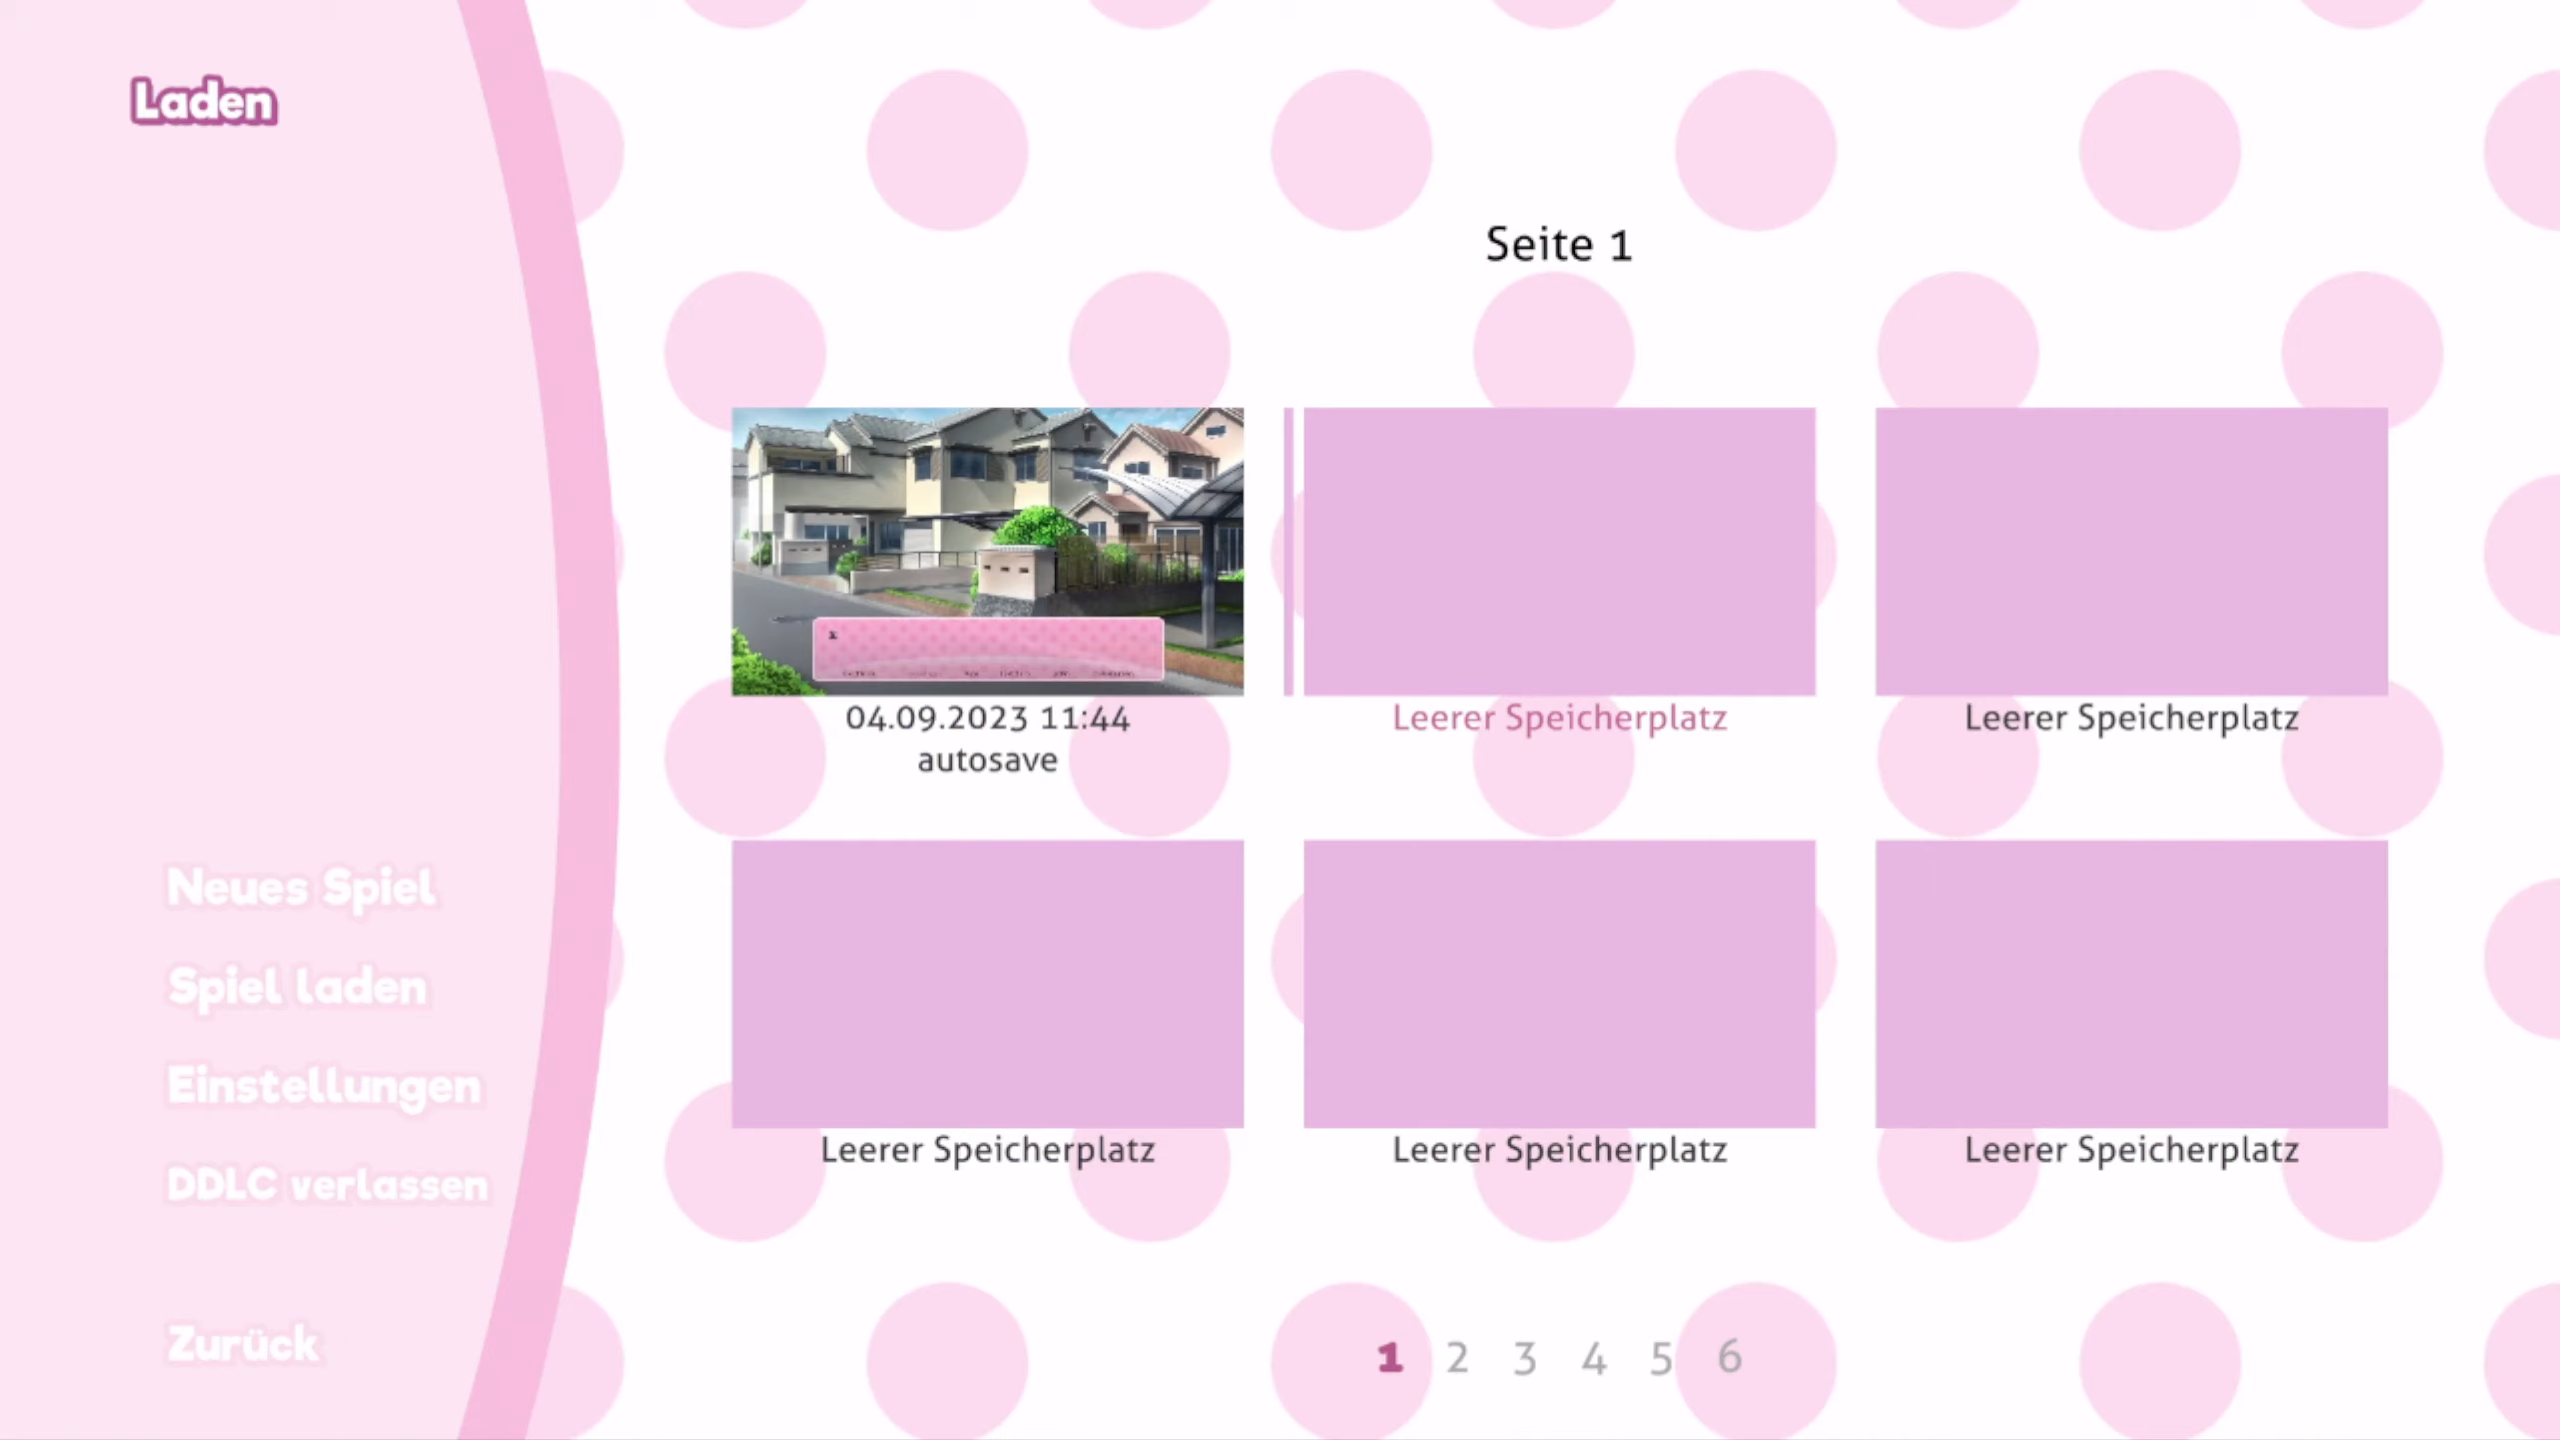 Laden
Seite 1
04.09.2023 11:44
autosave
Leerer Speicherplatz
Leerer Speicherplatz
Leerer Speicherplatz
Leerer Speicherplatz
Leerer Speicherplatz
Neues Spiel
Spiel laden
Einstellungen
DDLC verlassen
Zurück
1 2 3 4 5 6